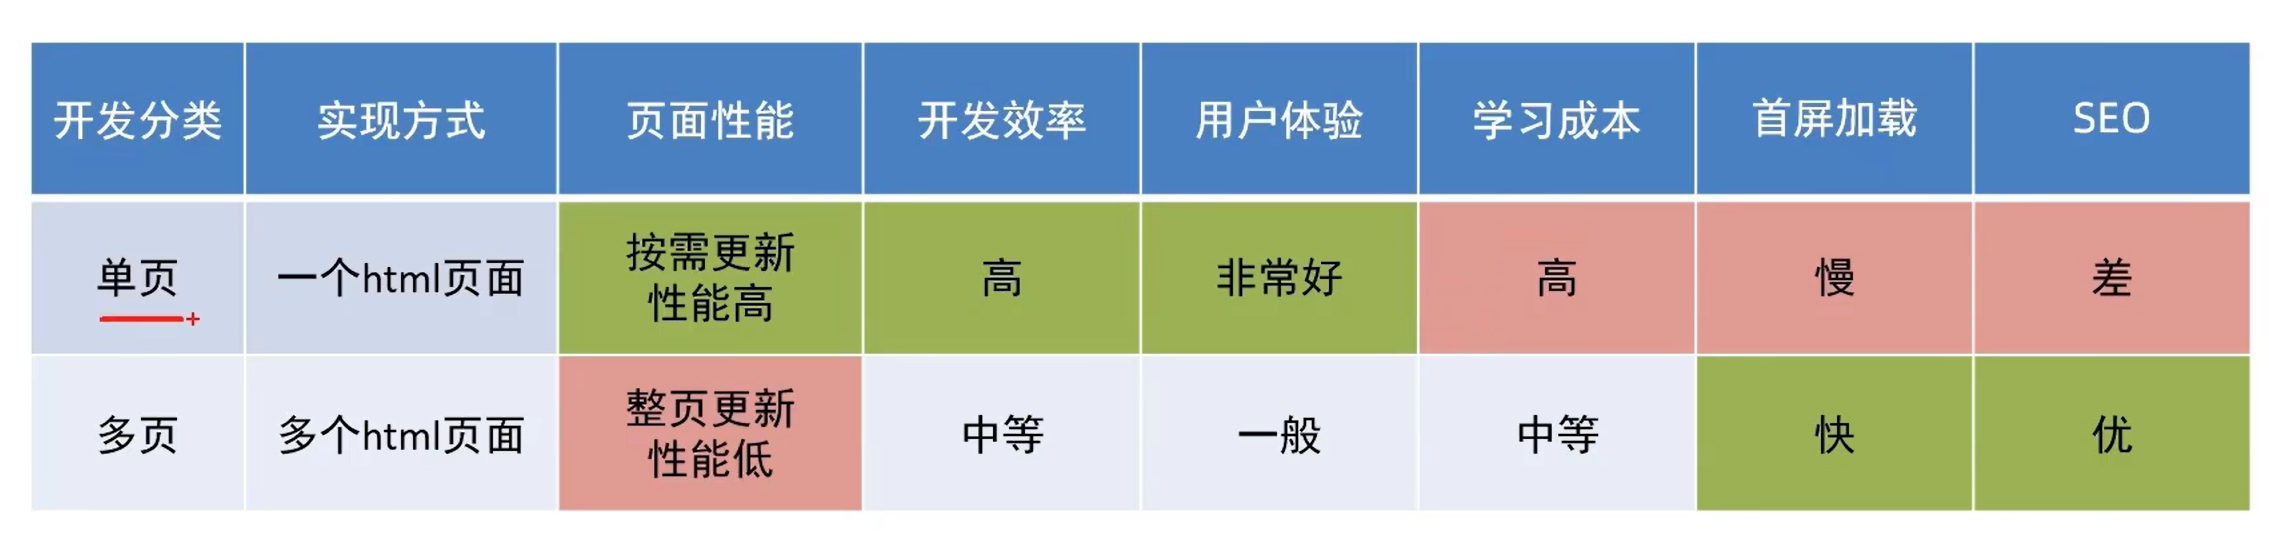 开发分类 实现方式 页面性能 开发效率 用户体验 学习成本 首屏加载 SEO
单页 一个html页面 按需更新 高 非常好 高 慢 差
性能高
多页 多个html页面 整页更新 中等 一般 中等 快 优
性能低